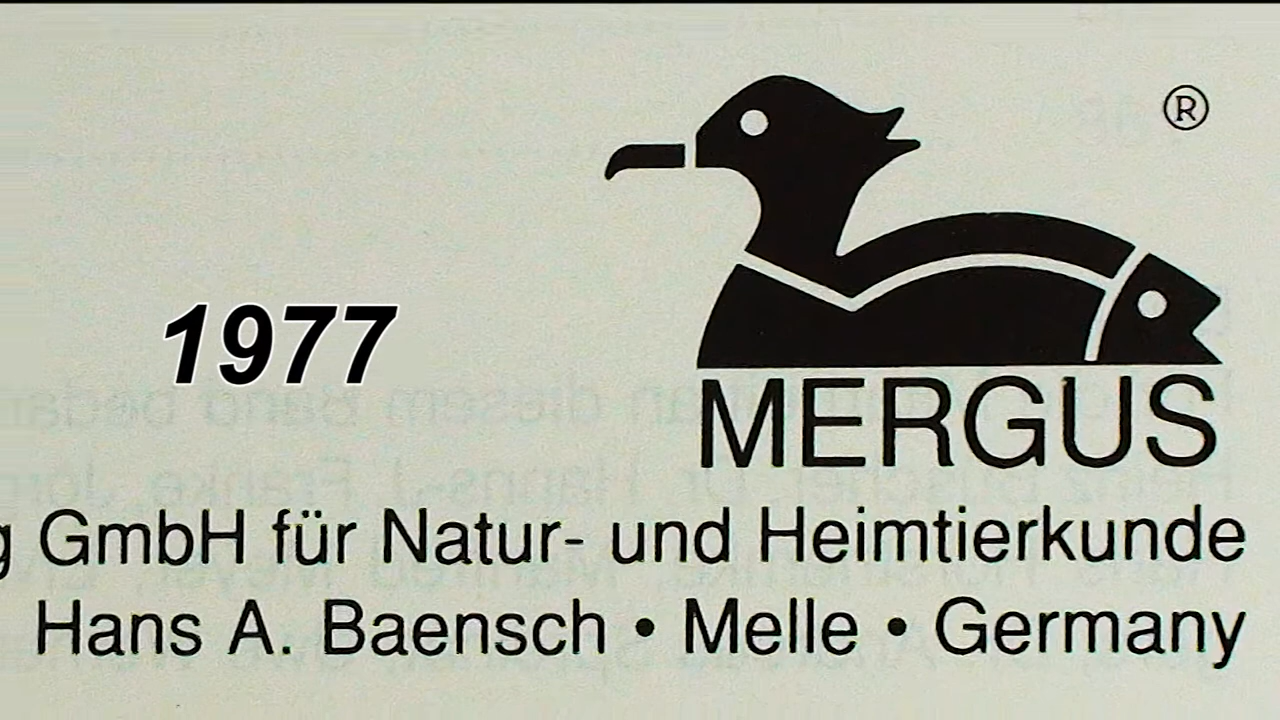 ®
1977
MERGUS
g GmbH für Natur- und Heimtierkunde
Hans A. Baensch • Melle • Germany